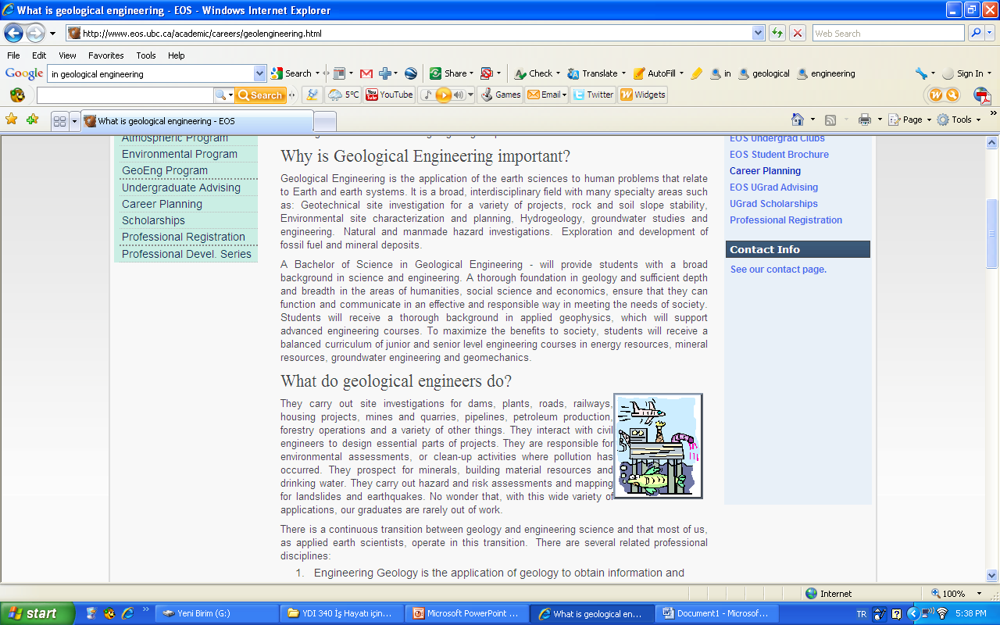 What is geological engineering - EOS - Windows Internet Explorer
http://www.eos.ubc.ca/academic/careers/geolengineering.html
Web Search
File Edit View Favorites Tools Help
Google in geological engineering Search Share Check Translate AutoFill in geological engineering Sign In
Search 5°C YouTube Games Email Twitter Widgets
What is geological engineering - EOS Page Tools
Atmospheric Program
Environmental Program
GeoEng Program
Undergraduate Advising
Career Planning
Scholarships
Professional Registration
Professional Devel. Series
Why is Geological Engineering important?
Geological Engineering is the application of the earth sciences to human problems that relate
to Earth and earth systems. It is a broad, interdisciplinary field with many specialty areas such
as: Geotechnical site investigation for a variety of projects, rock and soil slope stability,
Environmental site characterization and planning, Hydrogeology, groundwater studies and
engineering. Natural and manmade hazard investigations. Exploration and development of
fossil fuel and mineral deposits.
A Bachelor of Science in Geological Engineering - will provide students with a broad
background in science and engineering. A thorough foundation in geology and sufficient depth
and breadth in the areas of humanities, social science and economics, ensure that they can
function and communicate in an effective and responsible way in meeting the needs of society.
Students will receive a thorough background in applied geophysics, which will support
advanced engineering courses. To maximize the benefits to society, students will receive a
balanced curriculum of junior and senior level engineering courses in energy resources, mineral
resources, groundwater engineering and geomechanics.
What do geological engineers do?
They carry out site investigations for dams, plants, roads, railways,
housing projects, mines and quarries, pipelines, petroleum production,
forestry operations and a variety of other things. They interact with civil
engineers to design essential parts of projects. They are responsible for
environmental assessments, or clean-up activities where pollution has
occurred. They prospect for minerals, building material resources and
drinking water. They carry out hazard and risk assessments and mapping
for landslides and earthquakes. No wonder that, with this wide variety of
applications, our graduates are rarely out of work.
There is a continuous transition between geology and engineering science and that most of us,
as applied earth scientists, operate in this transition. There are several related professional
disciplines:
1. Engineering Geology is the application of geology to obtain information and
EOS Undergrad Clubs
EOS Student Brochure
Career Planning
EOS UGrad Advising
UGrad Scholarships
Professional Registration
Contact Info
See our contact page.
Internet 100%
start Yeni Birim (G:) YDI 340 İş Hayatı için... Microsoft PowerPoint ... What is geological en... Document1 - Microsof... TR 5:38 PM